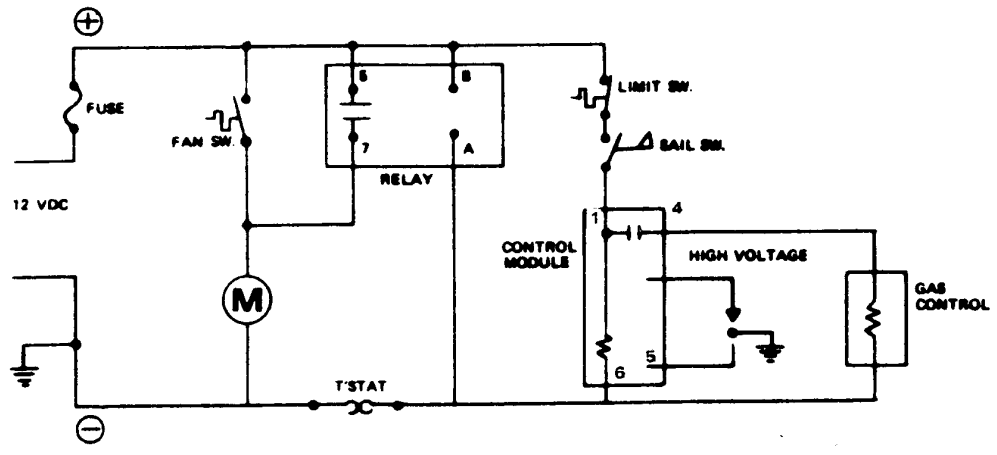 +
FUSE
FAN SW.
5
B
7
A
RELAY
LIMIT SW.
SAIL SW.
12 VDC
1
4
CONTROL
MODULE
HIGH VOLTAGE
M
GAS
CONTROL
5
6
T'STAT
−